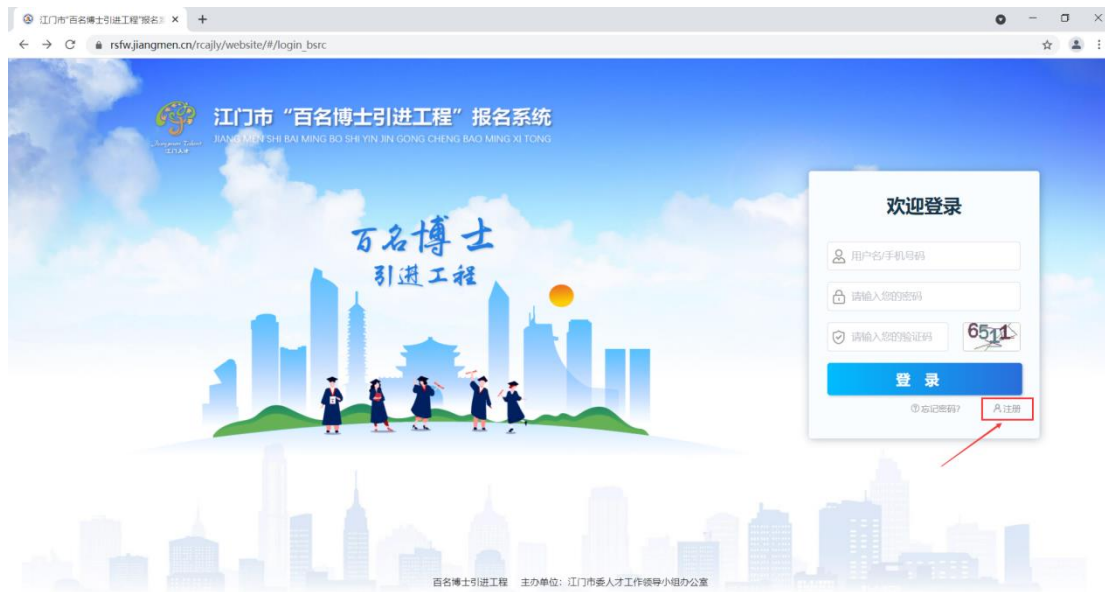 江门市“百名博士引进工程”报名
rsfw.jiangmen.cn/rcajly/website/#/login_bsrc
江门市“百名博士引进工程”报名系统
JIANG MEN SHI BAI MING BO SHI YIN JIN GONG CHENG BAO MING XI TONG
Jiangmen Talent
江门人才
百名博士
引进工程
欢迎登录
用户名/手机号码
请输入您的密码
请输入您的验证码
6511
登 录
忘记密码?
注册
百名博士引进工程 主办单位：江门市委人才工作领导小组办公室